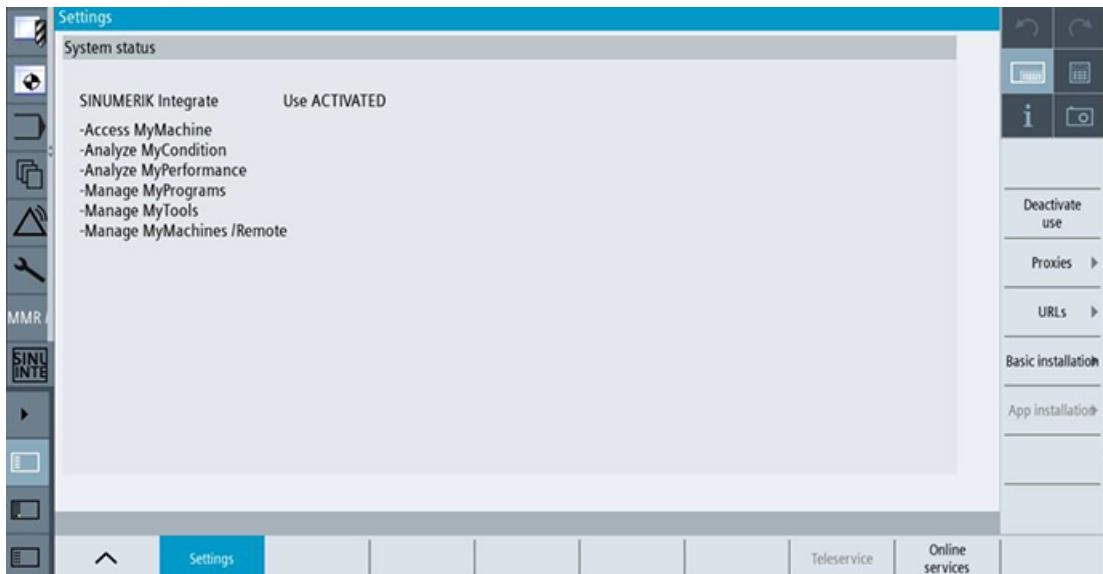 Settings
System status
SINUMERIK Integrate Use ACTIVATED
-Access MyMachine
-Analyze MyCondition
-Analyze MyPerformance
-Manage MyPrograms
-Manage MyTools
-Manage MyMachines /Remote
MMR /
SINU
INTE
i
Deactivate
use
Proxies
URLs
Basic installation
App installation
Settings
Teleservice
Online
services